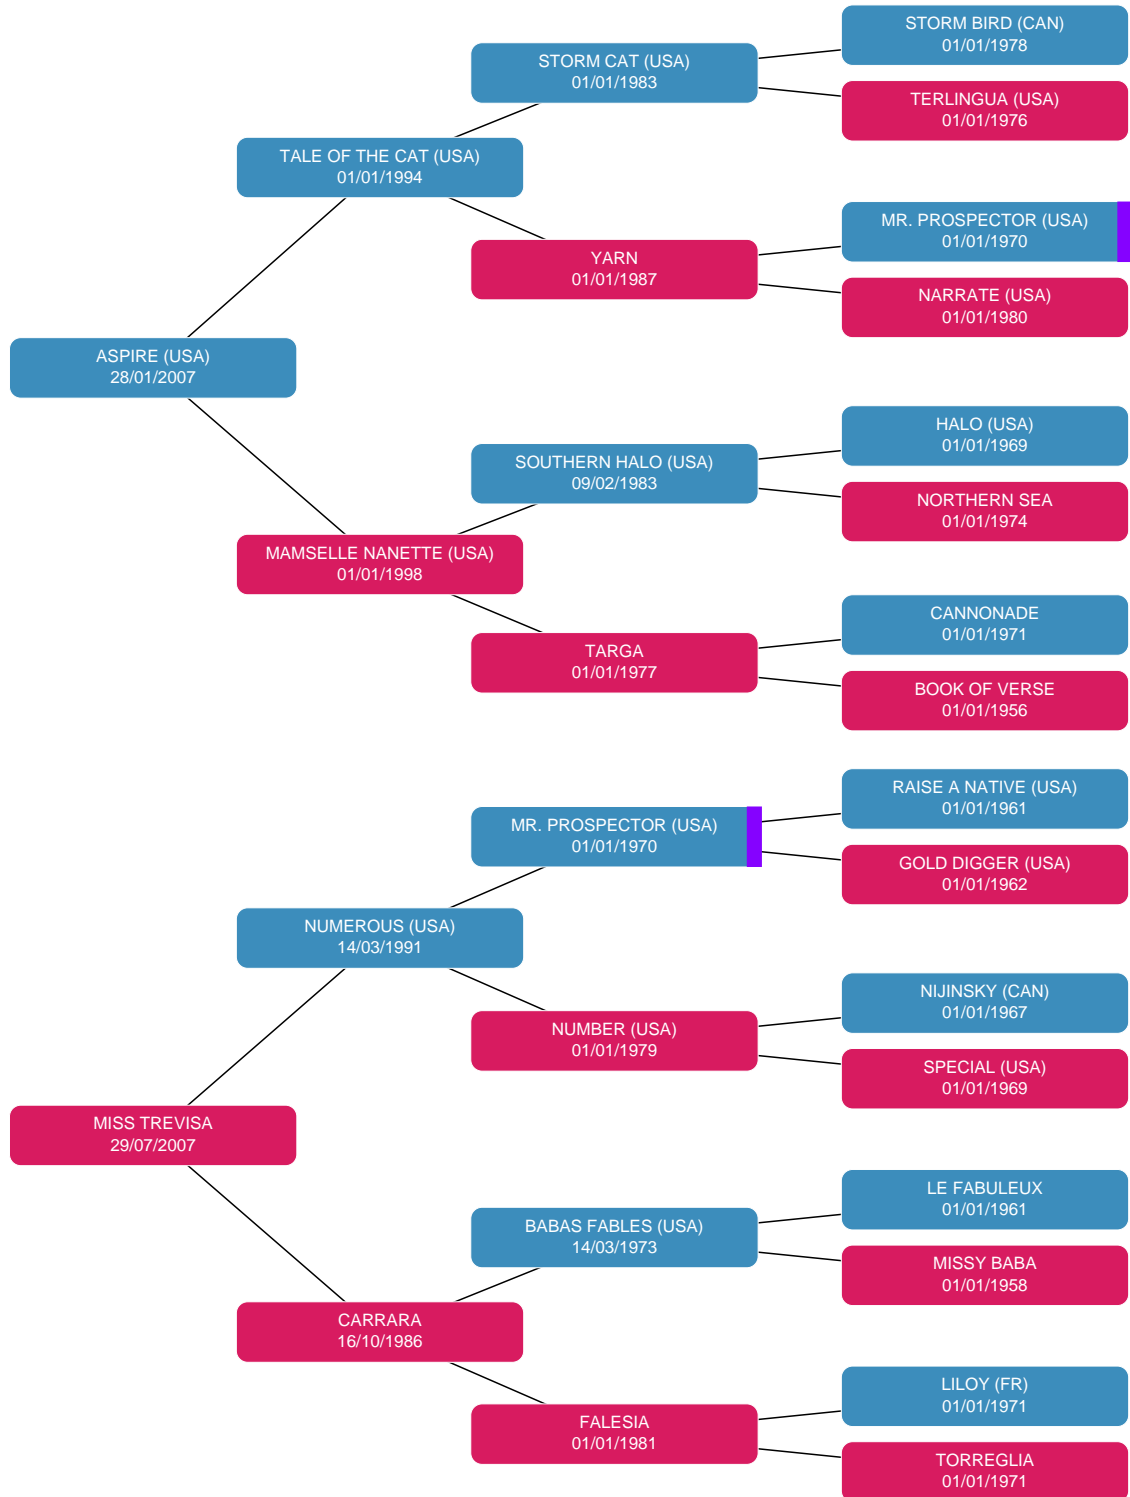 STORM BIRD (CAN)
01/01/1978
STORM CAT (USA)
01/01/1983
TERLINGUA (USA)
01/01/1976
TALE OF THE CAT (USA)
01/01/1994
MR. PROSPECTOR (USA)
01/01/1970
YARN
01/01/1987
NARRATE (USA)
01/01/1980
ASPIRE (USA)
28/01/2007
HALO (USA)
01/01/1969
SOUTHERN HALO (USA)
09/02/1983
NORTHERN SEA
01/01/1974
MAMSELLE NANETTE (USA)
01/01/1998
CANNONADE
01/01/1971
TARGA
01/01/1977
BOOK OF VERSE
01/01/1956
RAISE A NATIVE (USA)
01/01/1961
MR. PROSPECTOR (USA)
01/01/1970
GOLD DIGGER (USA)
01/01/1962
NUMEROUS (USA)
14/03/1991
NIJINSKY (CAN)
01/01/1967
NUMBER (USA)
01/01/1979
SPECIAL (USA)
01/01/1969
MISS TREVISA
29/07/2007
LE FABULEUX
01/01/1961
BABAS FABLES (USA)
14/03/1973
MISSY BABA
01/01/1958
CARRARA
16/10/1986
LILOY (FR)
01/01/1971
FALESIA
01/01/1981
TORREGLIA
01/01/1971